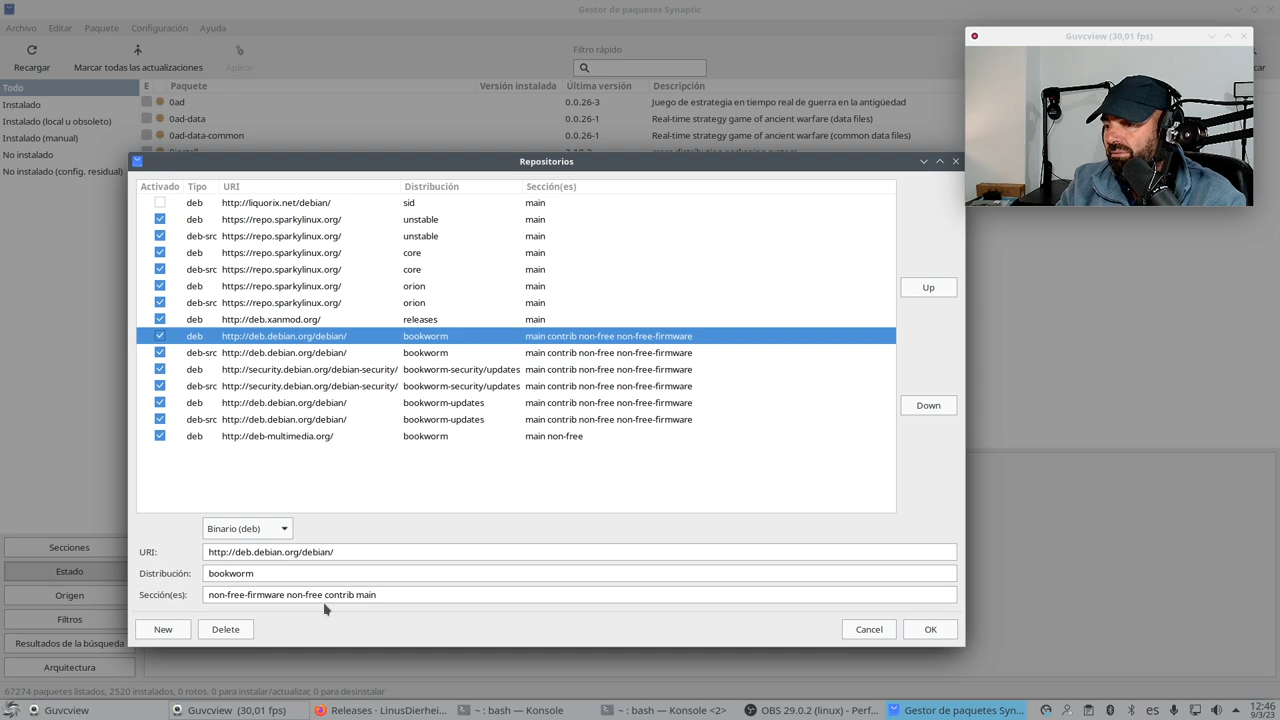 Gestor de paquetes Synaptic
Archivo Editar Paquete Configuración Ayuda
Filtro rápido
Recargar Marcar todas las actualizaciones Aplicar
Guvcview (30,01 fps)
Todo
Instalado
Instalado (local u obsoleto)
Instalado (manual)
No instalado
No instalado (config. residual)
E Paquete Versión instalada Última versión Descripción
0ad 0.0.26-3 Juego de estrategia en tiempo real de guerra en la antigüedad
0ad-data 0.0.26-1 Real-time strategy game of ancient warfare (data files)
0ad-data-common 0.0.26-1 Real-time strategy game of ancient warfare (common data files)
Repositorios
Activado Tipo URI Distribución Sección(es)
deb http://liquorix.net/debian/ sid main
deb https://repo.sparkylinux.org/ unstable main
deb-src https://repo.sparkylinux.org/ unstable main
deb https://repo.sparkylinux.org/ core main
deb-src https://repo.sparkylinux.org/ core main
deb https://repo.sparkylinux.org/ orion main
deb-src https://repo.sparkylinux.org/ orion main
deb http://deb.xanmod.org/ releases main
deb http://deb.debian.org/debian/ bookworm main contrib non-free non-free-firmware
deb-src http://deb.debian.org/debian/ bookworm main contrib non-free non-free-firmware
deb http://security.debian.org/debian-security/ bookworm-security/updates main contrib non-free non-free-firmware
deb-src http://security.debian.org/debian-security/ bookworm-security/updates main contrib non-free non-free-firmware
deb http://deb.debian.org/debian/ bookworm-updates main contrib non-free non-free-firmware
deb-src http://deb.debian.org/debian/ bookworm-updates main contrib non-free non-free-firmware
deb http://deb-multimedia.org/ bookworm main non-free
Up
Down
Binario (deb)
URI: http://deb.debian.org/debian/
Distribución: bookworm
Sección(es): non-free-firmware non-free contrib main
New Delete Cancel OK
Secciones
Estado
Origen
Filtros
Resultados de la búsqueda
Arquitectura
67274 paquetes listados, 2520 instalados, 0 rotos. 0 para instalar/actualizar, 0 para desinstalar
Guvcview
Guvcview (30,01 fps)
Releases · LinusDierhei...
~ : bash — Konsole
~ : bash — Konsole <2>
OBS 29.0.2 (linux) - Perf...
Gestor de paquetes Syn...
es
12:46
9/3/23